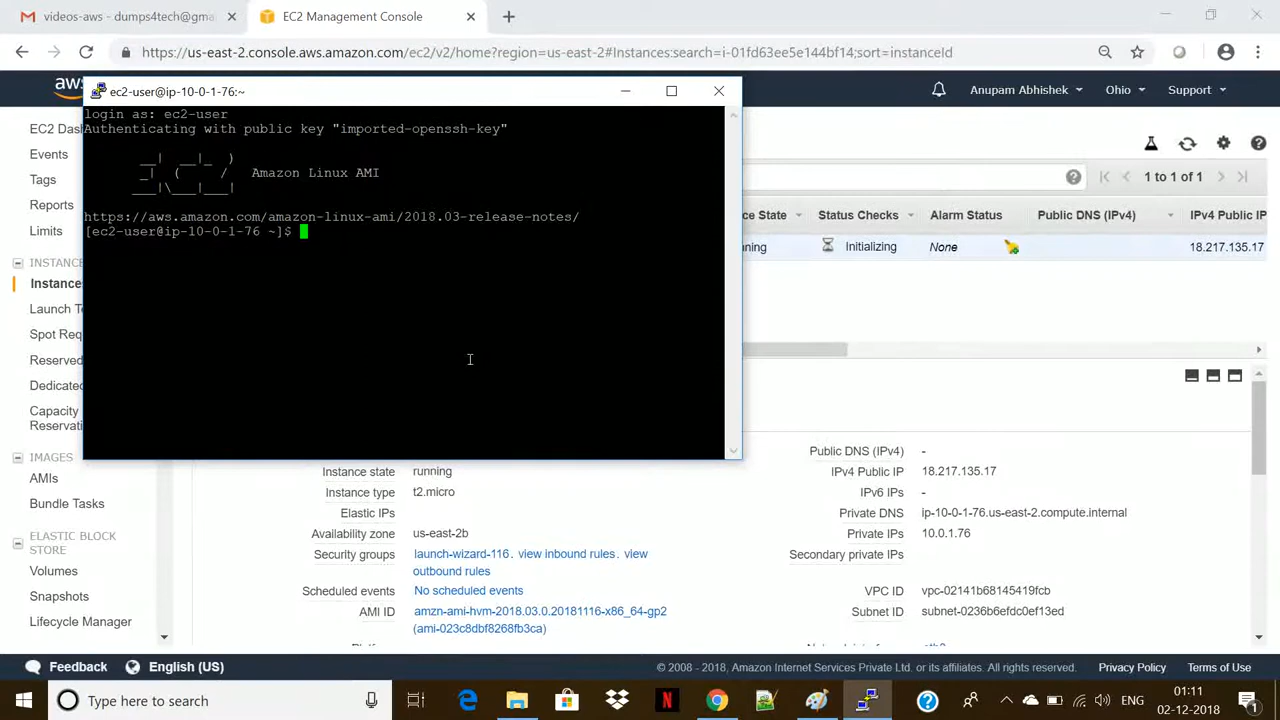 videos-aws - dumps4tech@gma
EC2 Management Console
https://us-east-2.console.aws.amazon.com/ec2/v2/home?region=us-east-2#Instances:search=i-01fd63ee5e144bf14;sort=instanceId
aws
Anupam Abhishek
Ohio
Support
ec2-user@ip-10-0-1-76:~
login as: ec2-user
Authenticating with public key "imported-openssh-key"
__| __|_ )
_| ( / Amazon Linux AMI
___|\___|___|
https://aws.amazon.com/amazon-linux-ami/2018.03-release-notes/
[ec2-user@ip-10-0-1-76 ~]$
EC2 Das
Events
Tags
Reports
Limits
INSTANCE
Instance
Launch T
Spot Req
Reserved
Dedicated
Capacity
Reservati
IMAGES
AMIs
Bundle Tasks
ELASTIC BLOCK
STORE
Volumes
Snapshots
Lifecycle Manager
1 to 1 of 1
ce State
Status Checks
Alarm Status
Public DNS (IPv4)
IPv4 Public IP
ning
Initializing
None
18.217.135.17
Instance state
running
Instance type
t2.micro
Elastic IPs
Availability zone
us-east-2b
Security groups
launch-wizard-116. view inbound rules. view
outbound rules
Scheduled events
No scheduled events
AMI ID
amzn-ami-hvm-2018.03.0.20181116-x86_64-gp2
(ami-023c8dbf8268fb3ca)
Public DNS (IPv4)
-
IPv4 Public IP
18.217.135.17
IPv6 IPs
-
Private DNS
ip-10-0-1-76.us-east-2.compute.internal
Private IPs
10.0.1.76
Secondary private IPs
VPC ID
vpc-02141b68145419fcb
Subnet ID
subnet-0236b6efdc0ef13ed
Feedback
English (US)
© 2008 - 2018, Amazon Internet Services Private Ltd. or its affiliates. All rights reserved.
Privacy Policy
Terms of Use
Type here to search
ENG
01:11
02-12-2018
1